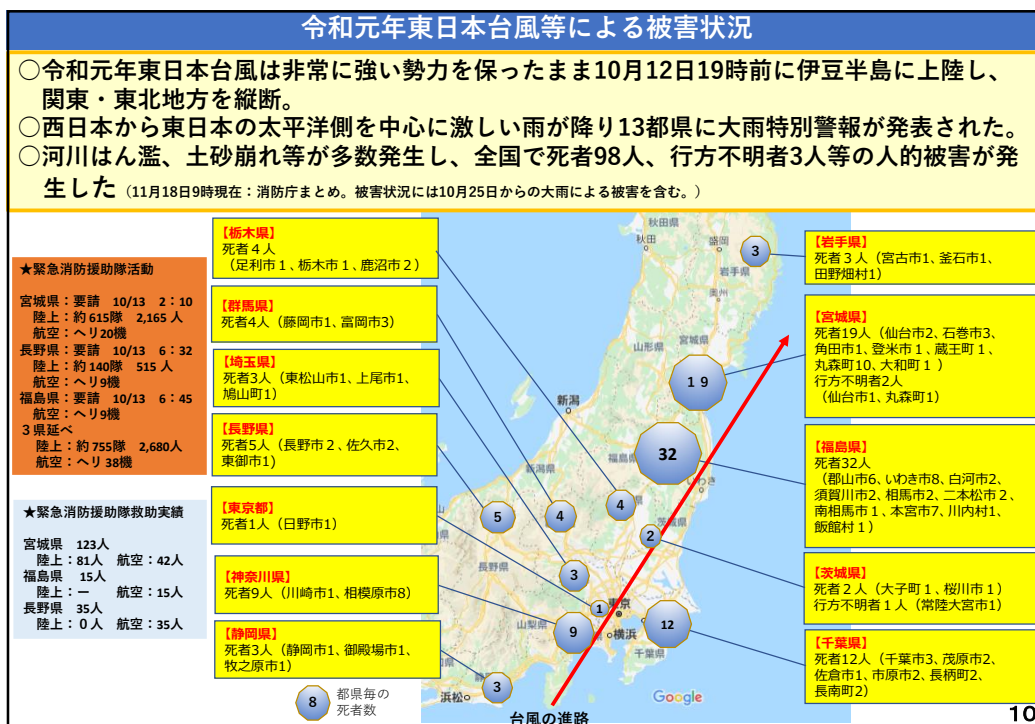 令和元年東日本台風等による被害状況
○令和元年東日本台風は非常に強い勢力を保ったまま10月12日19時前に伊豆半島に上陸し、
関東・東北地方を縦断。
○西日本から東日本の太平洋側を中心に激しい雨が降り13都県に大雨特別警報が発表された。
○河川はん濫、土砂崩れ等が多数発生し、全国で死者98人、行方不明者3人等の人的被害が発
生した（11月18日9時現在：消防庁まとめ。被害状況には10月25日からの大雨による被害を含む。）
★緊急消防援助隊活動
宮城県：要請 10/13 2：10
陸上：約615隊 2,165 人
航空：ヘリ20機
長野県：要請 10/13 6：32
陸上：約140隊 515 人
航空：ヘリ9機
福島県：要請 10/13 6：45
航空：ヘリ9機
３県延べ
陸上：約755隊 2,680人
航空：ヘリ38機
★緊急消防援助隊救助実績
宮城県 123人
陸上：81人 航空：42人
福島県 15人
陸上：ー 航空：15人
長野県 35人
陸上：０人 航空：35人
【栃木県】
死者４人
（足利市１、栃木市１、鹿沼市２）
【群馬県】
死者4人（藤岡市1、富岡市3）
【埼玉県】
死者3人（東松山市1、上尾市1、
鳩山町1）
【長野県】
死者5人（長野市２、佐久市2、
東御市1）
【東京都】
死者1人（日野市1）
【神奈川県】
死者9人（川崎市1、相模原市8）
【静岡県】
死者3人（静岡市1、御殿場市1、
牧之原市1）
【岩手県】
死者３人（宮古市1、釜石市1、
田野畑村1）
【宮城県】
死者19人（仙台市2、石巻市3、
角田市1、登米市１、蔵王町１、
丸森町10、大和町１）
行方不明者2人
（仙台市1、丸森町1）
【福島県】
死者32人
（郡山市6、いわき市8、白河市2、
須賀川市2、相馬市2、二本松市２、
南相馬市１、本宮市7、川内村1、
飯館村１）
【茨城県】
死者２人（大子町１、桜川市１）
行方不明者１人（常陸大宮市1）
【千葉県】
死者12人（千葉市3、茂原市2、
佐倉市1、市原市2、長柄町2、
長南町2）
秋田県
秋田
盛岡
3
岩手県
奥州
山形県
宮城県
19
新潟
32
福島県
いわき
新潟県
5
4
4
茨城県
2
長野県
3
1
東京
山梨県
9
横浜
12
千葉県
3
浜松
8
都県毎の
死者数
台風の進路
Google
10